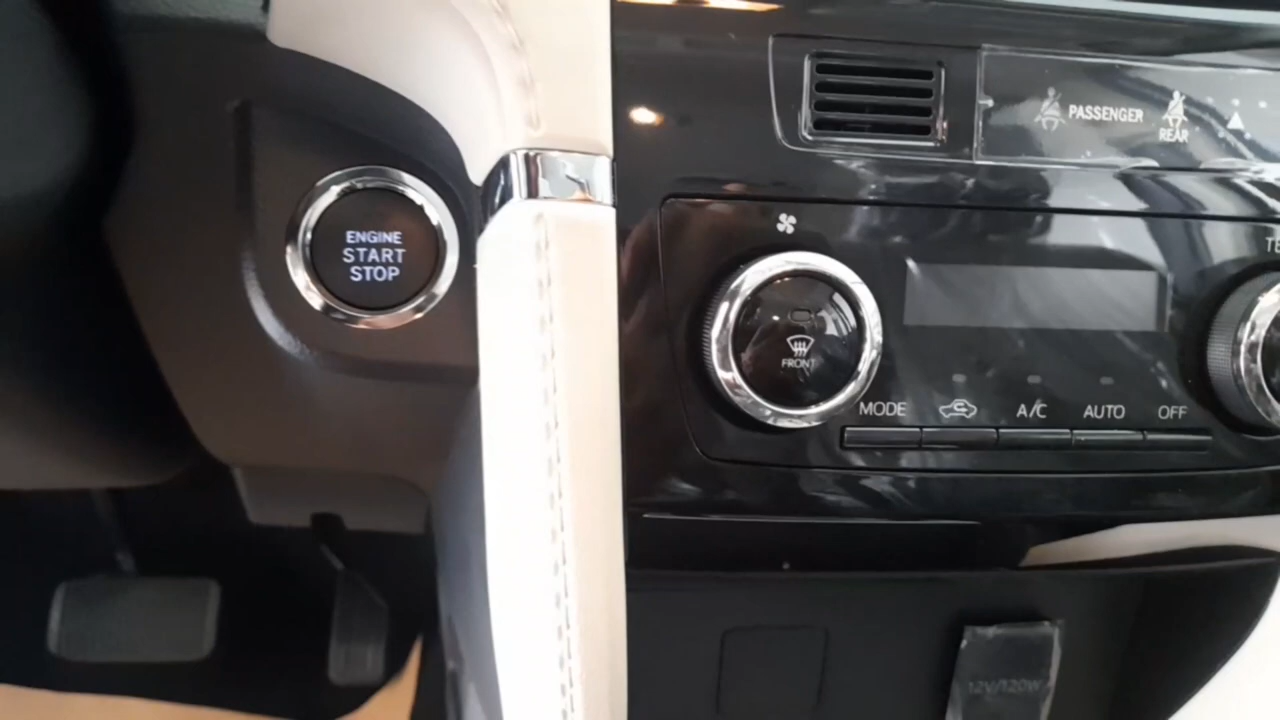 ENGINE
START
STOP
PASSENGER
REAR
FRONT
MODE
A/C
AUTO
OFF
12V/120W